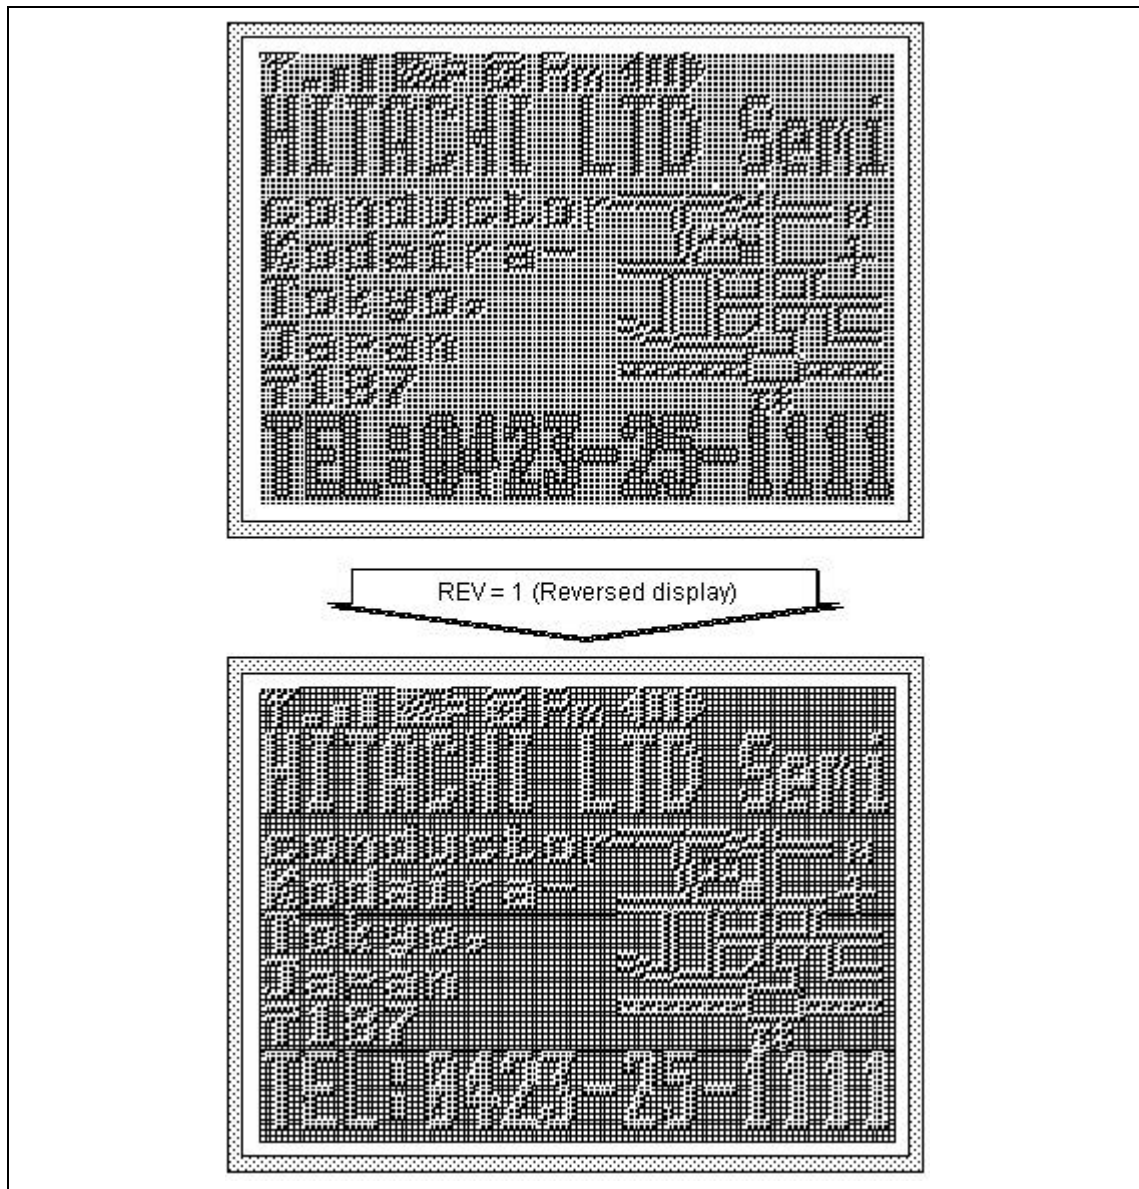 HITACHI LTD Semi
conductor
Kodaira-
Tokyo,
Japan
〒187
TEL:0423-25-1111
REV = 1 (Reversed display)
HITACHI LTD Semi
conductor
Kodaira-
Tokyo,
Japan
〒187
TEL:0423-25-1111